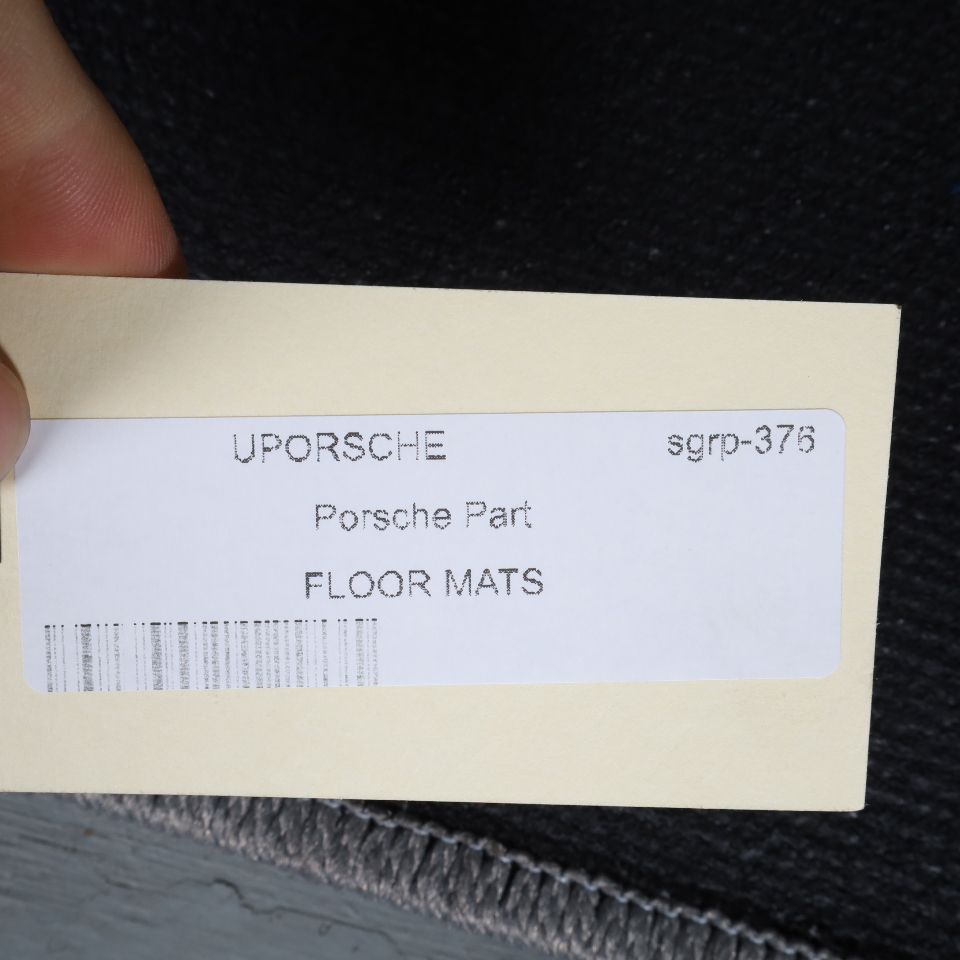 UPORSCHE sgrp-376
Porsche Part
FLOOR MATS